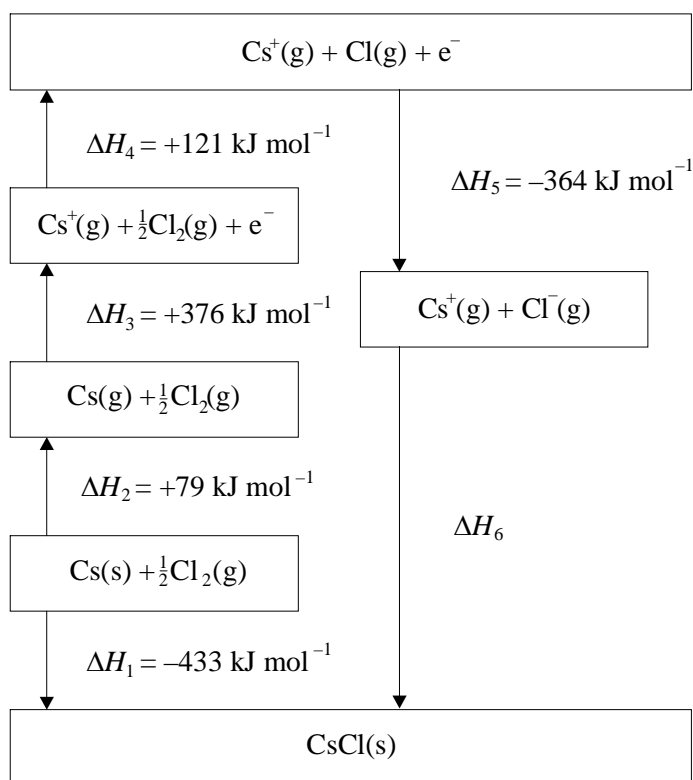 Cs⁺(g) + Cl(g) + e⁻
ΔH₄ = +121 kJ mol⁻¹
ΔH₅ = –364 kJ mol⁻¹
Cs⁺(g) + ½Cl₂(g) + e⁻
ΔH₃ = +376 kJ mol⁻¹
Cs⁺(g) + Cl⁻(g)
Cs(g) + ½Cl₂(g)
ΔH₂ = +79 kJ mol⁻¹
ΔH₆
Cs(s) + ½Cl₂(g)
ΔH₁ = –433 kJ mol⁻¹
CsCl(s)